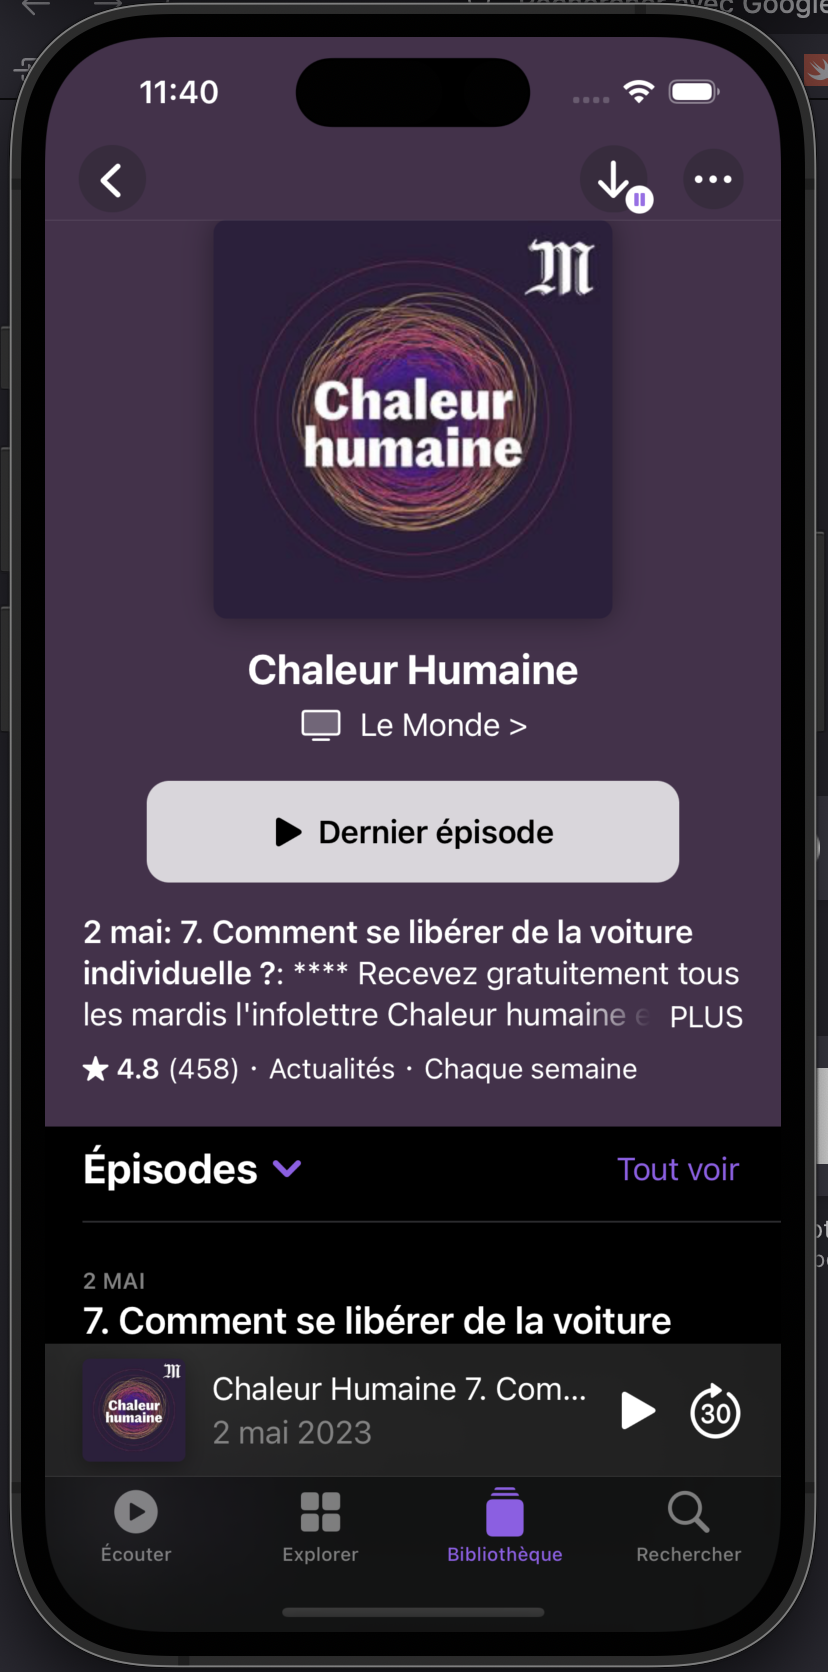 avec Google
11:40
M
Chaleur
humaine
Chaleur Humaine
Le Monde >
Dernier épisode
2 mai: 7. Comment se libérer de la voiture
individuelle ?: **** Recevez gratuitement tous
les mardis l'infolettre Chaleur humaine e PLUS
4.8 (458) · Actualités · Chaque semaine
Épisodes
Tout voir
2 MAI
7. Comment se libérer de la voiture
M
Chaleur
humaine
Chaleur Humaine 7. Com...
2 mai 2023
30
Écouter
Explorer
Bibliothèque
Rechercher